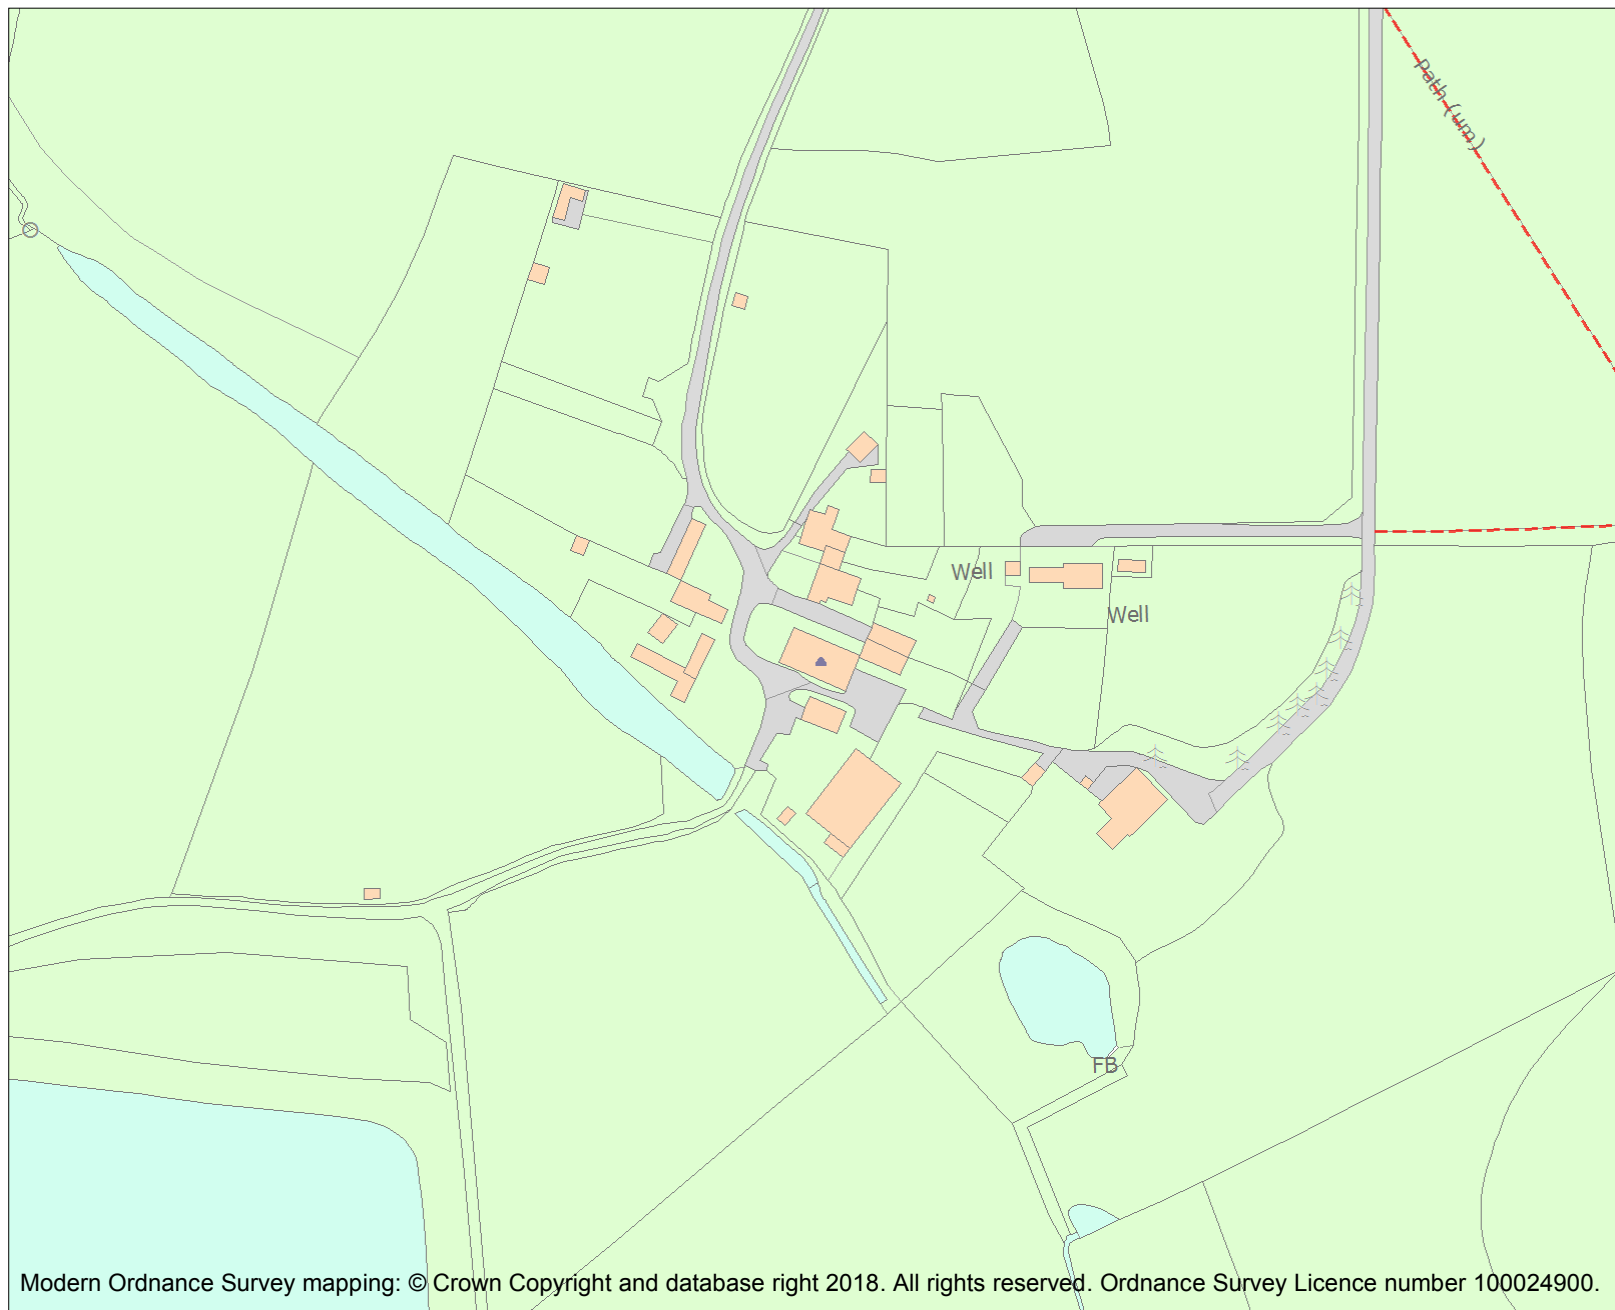 Path (um)
Well
Well
FB
Modern Ordnance Survey mapping: © Crown Copyright and database right 2018. All rights reserved. Ordnance Survey Licence number 100024900.